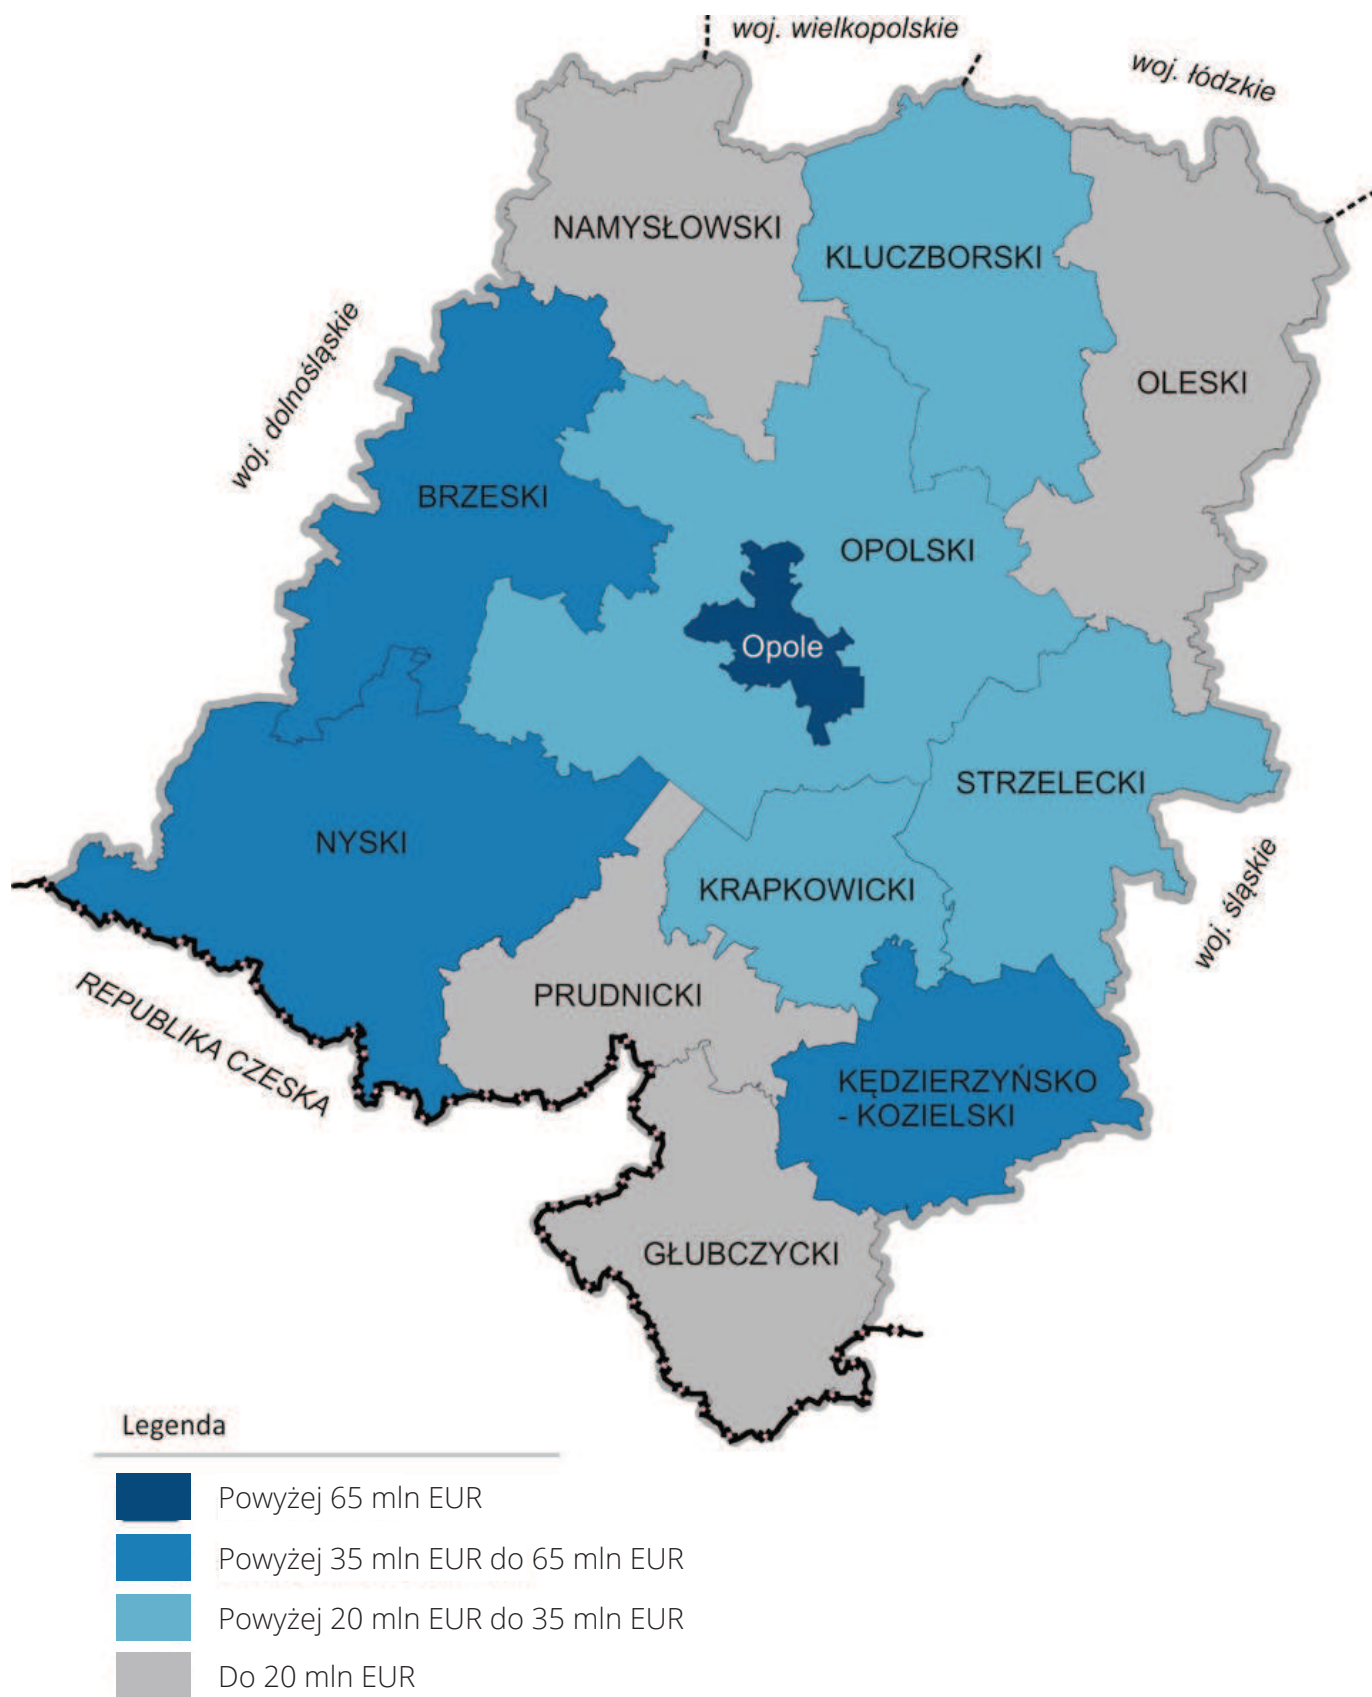 woj. wielkopolskie
woj. łódzkie
NAMYSŁOWSKI
KLUCZBORSKI
woj. dolnośląskie
OLESKI
BRZESKI
OPOLSKI
Opole
STRZELECKI
NYSKI
KRAPKOWICKI
woj. śląskie
PRUDNICKI
REPUBLIKA CZESKA
KĘDZIERZYŃSKO
- KOZIELSKI
GŁUBCZYCKI
Legenda
Powyżej 65 mln EUR
Powyżej 35 mln EUR do 65 mln EUR
Powyżej 20 mln EUR do 35 mln EUR
Do 20 mln EUR